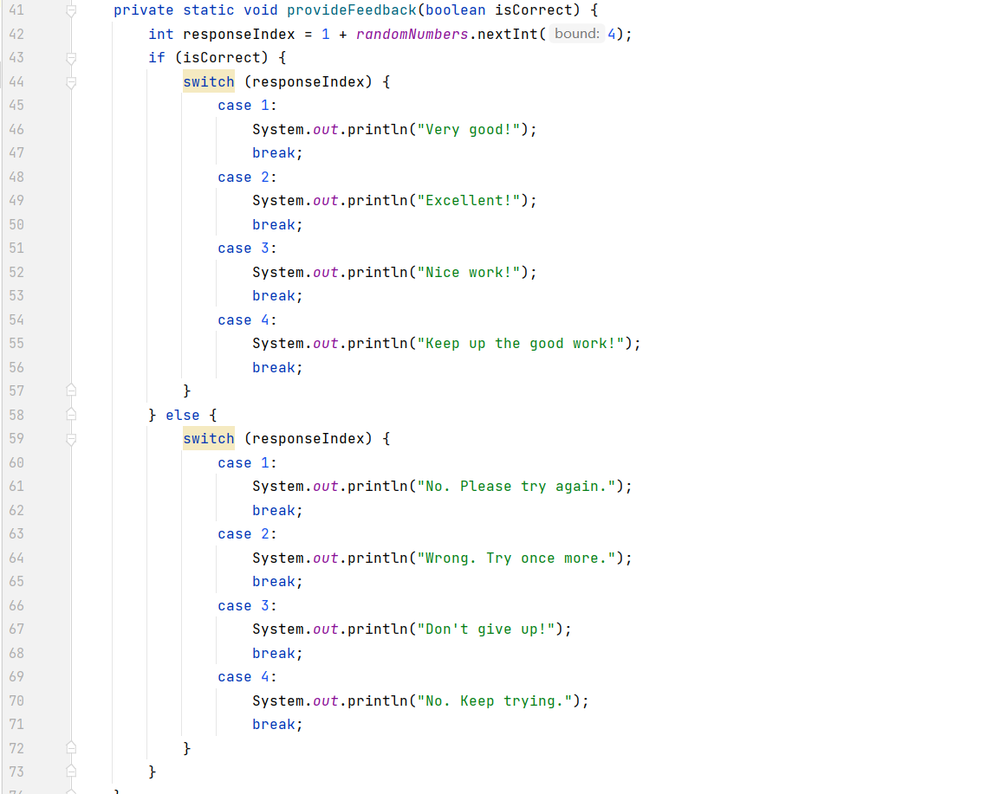 41 private static void provideFeedback(boolean isCorrect) {
42 int responseIndex = 1 + randomNumbers.nextInt( bound: 4);
43 if (isCorrect) {
44 switch (responseIndex) {
45 case 1:
46 System.out.println("Very good!");
47 break;
48 case 2:
49 System.out.println("Excellent!");
50 break;
51 case 3:
52 System.out.println("Nice work!");
53 break;
54 case 4:
55 System.out.println("Keep up the good work!");
56 break;
57 }
58 } else {
59 switch (responseIndex) {
60 case 1:
61 System.out.println("No. Please try again.");
62 break;
63 case 2:
64 System.out.println("Wrong. Try once more.");
65 break;
66 case 3:
67 System.out.println("Don't give up!");
68 break;
69 case 4:
70 System.out.println("No. Keep trying.");
71 break;
72 }
73 }
74 }